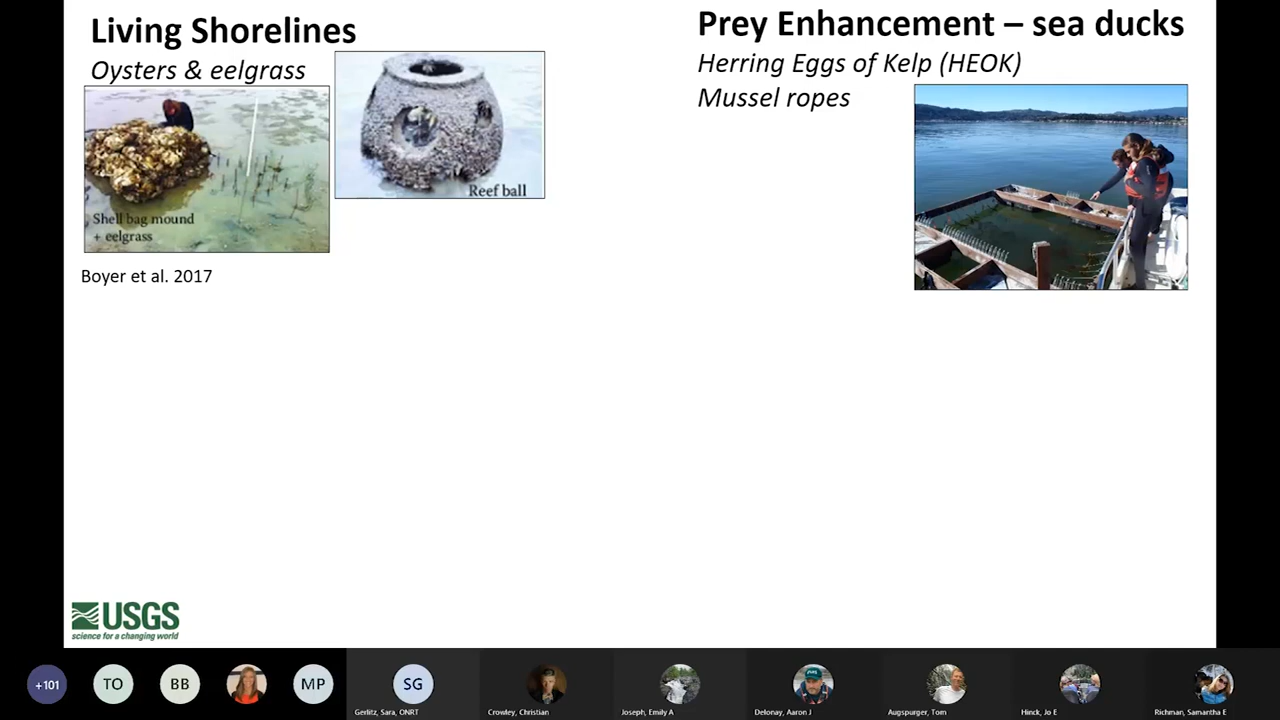 Living Shorelines
Oysters & eelgrass
Shell bag mound
+ eelgrass
Reef ball
Boyer et al. 2017
Prey Enhancement – sea ducks
Herring Eggs of Kelp (HEOK)
Mussel ropes
USGS
science for a changing world
+101
TO
BB
MP
SG
Gerlitz, Sara, ONRT
Crowley, Christian
Joseph, Emily A
Delonay, Aaron J
Augspurger, Tom
Hinck, Jo E
Richman, Samantha E